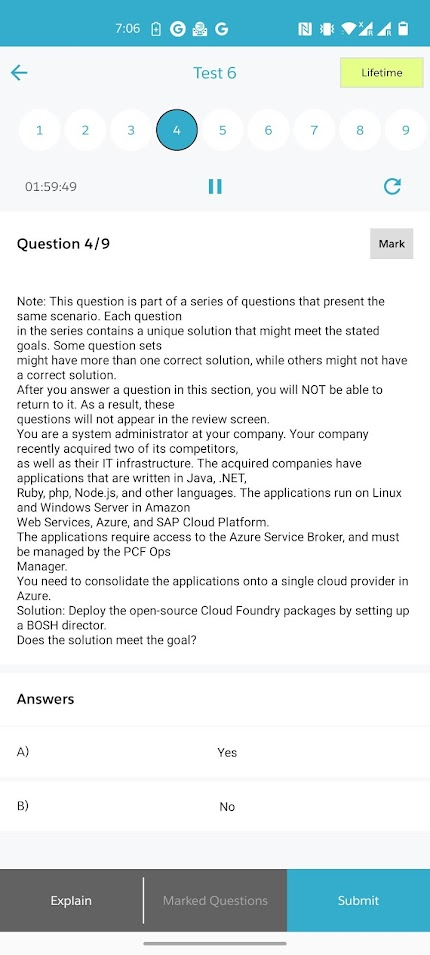 7:06
Test 6
Lifetime
1 2 3 4 5 6 7 8 9
01:59:49
Question 4/9
Mark
Note: This question is part of a series of questions that present the
same scenario. Each question
in the series contains a unique solution that might meet the stated
goals. Some question sets
might have more than one correct solution, while others might not have
a correct solution.
After you answer a question in this section, you will NOT be able to
return to it. As a result, these
questions will not appear in the review screen.
You are a system administrator at your company. Your company
recently acquired two of its competitors,
as well as their IT infrastructure. The acquired companies have
applications that are written in Java, .NET,
Ruby, php, Node.js, and other languages. The applications run on Linux
and Windows Server in Amazon
Web Services, Azure, and SAP Cloud Platform.
The applications require access to the Azure Service Broker, and must
be managed by the PCF Ops
Manager.
You need to consolidate the applications onto a single cloud provider in
Azure.
Solution: Deploy the open-source Cloud Foundry packages by setting up
a BOSH director.
Does the solution meet the goal?
Answers
A) Yes
B) No
Explain
Marked Questions
Submit